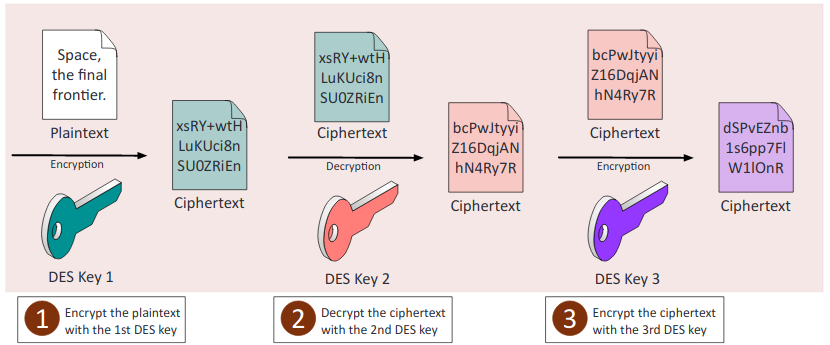 Space,
the final
frontier.
Plaintext
Encryption
xsRY+wtH
LuKUci8n
SU0ZRiEn
Ciphertext
DES Key 1
xsRY+wtH
LuKUci8n
SU0ZRiEn
Ciphertext
Decryption
bcPwJtyyi
Z16DqjAN
hN4Ry7R
Ciphertext
DES Key 2
bcPwJtyyi
Z16DqjAN
hN4Ry7R
Ciphertext
Encryption
dSPvEZnb
1s6pp7Fl
W1lOnR
Ciphertext
DES Key 3
1 Encrypt the plaintext
with the 1st DES key
2 Decrypt the ciphertext
with the 2nd DES key
3 Encrypt the ciphertext
with the 3rd DES key